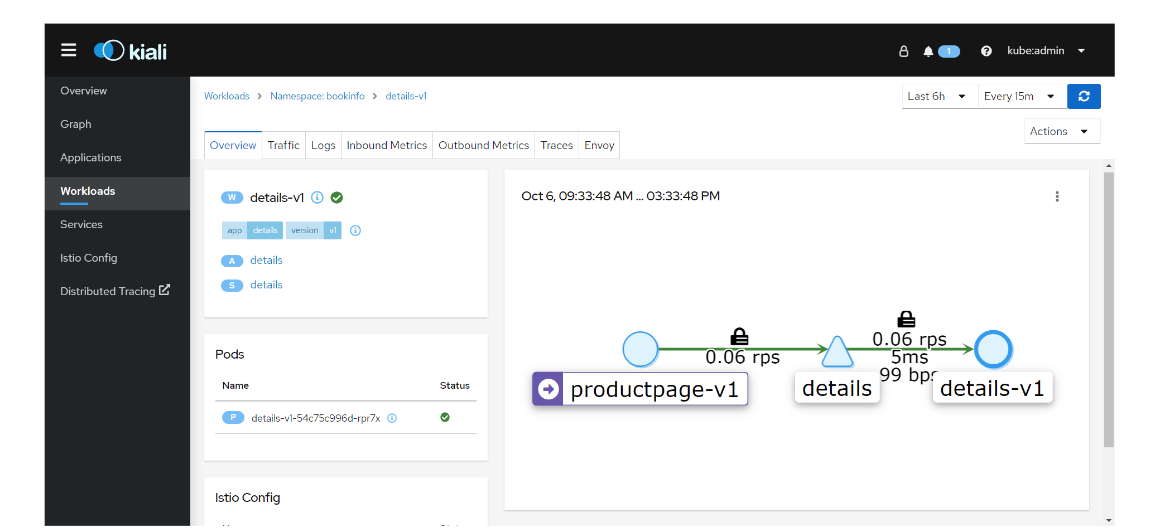 kiali
1
kube:admin
Overview
Graph
Applications
Workloads
Services
Istio Config
Distributed Tracing
Workloads > Namespace: bookinfo > details-v1
Last 6h
Every 15m
Actions
Overview Traffic Logs Inbound Metrics Outbound Metrics Traces Envoy
W details-v1
app details version v1
A details
S details
Pods
Name Status
P details-v1-54c75c996d-rpr7x
Istio Config
Oct 6, 09:33:48 AM ... 03:33:48 PM
0.06 rps
0.06 rps
5ms
99 bps
productpage-v1
details
details-v1